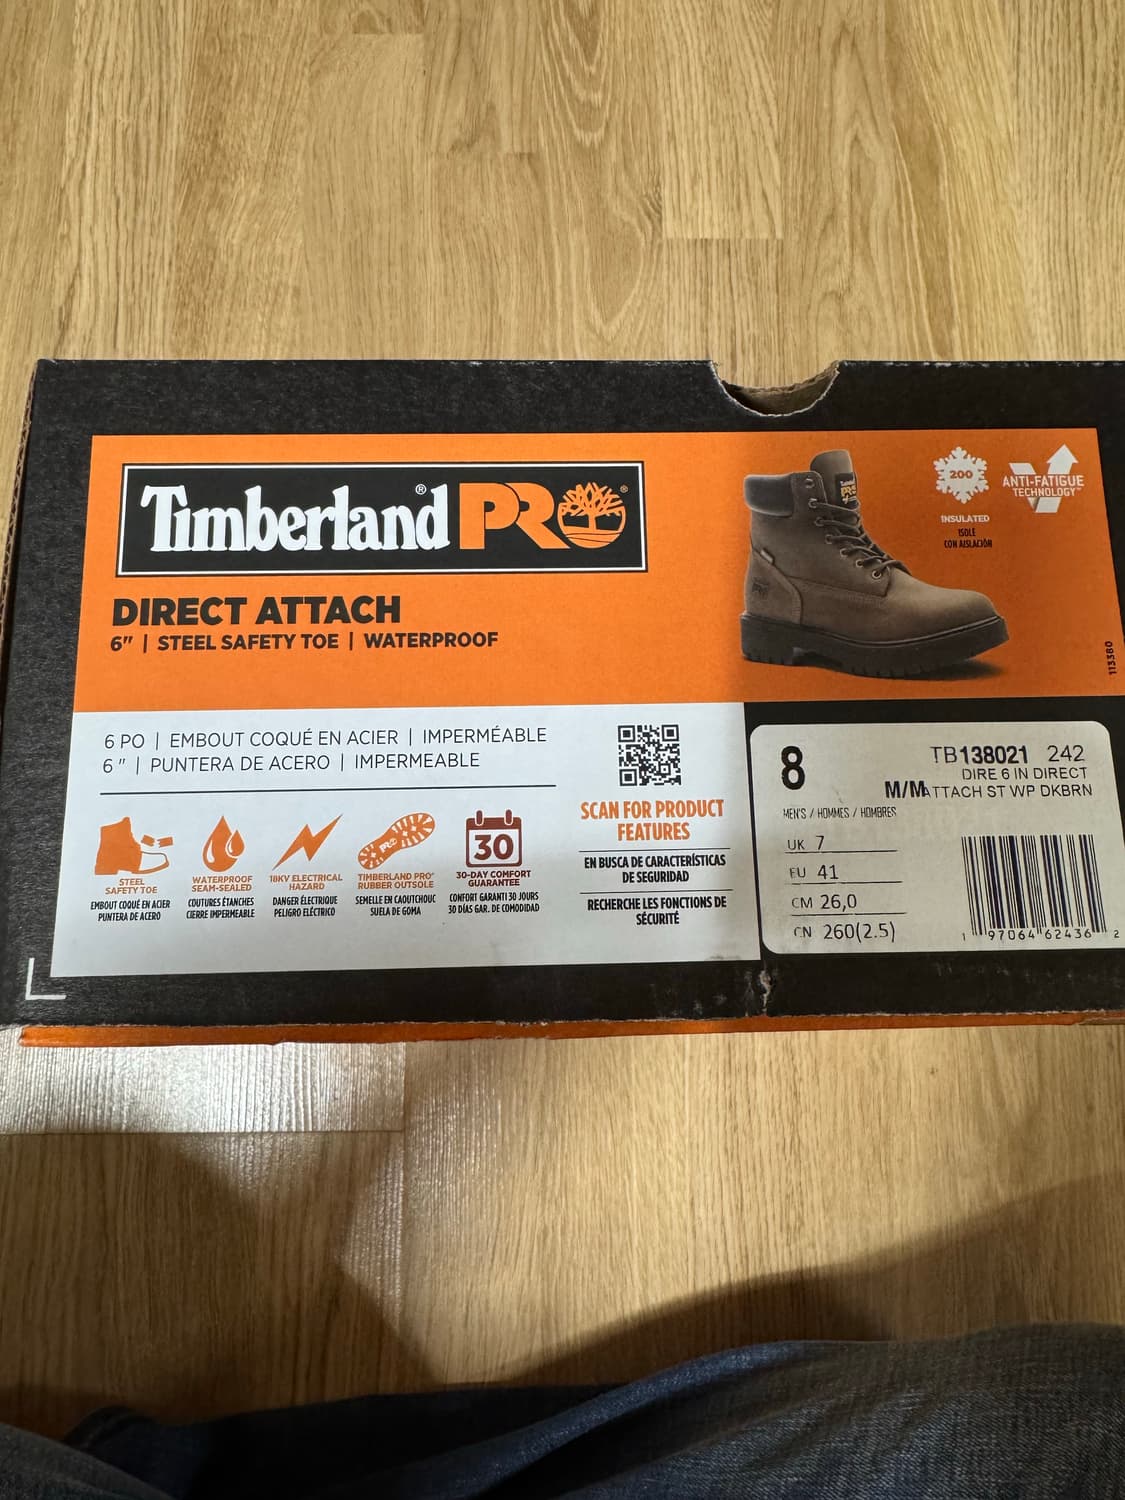 Timberland® PRO®
DIRECT ATTACH
6" | STEEL SAFETY TOE | WATERPROOF
200
INSULATED
ISOLÉ
CON AISLACIÓN
ANTI-FATIGUE
TECHNOLOGY™
113380
6 PO | EMBOUT COQUÉ EN ACIER | IMPERMÉABLE
6" | PUNTERA DE ACERO | IMPERMEABLE
STEEL
SAFETY TOE
EMBOUT COQUÉ EN ACIER
PUNTERA DE ACERO
WATERPROOF
SEAM-SEALED
COUTURES ÉTANCHES
CIERRE IMPERMEABLE
18KV ELECTRICAL
HAZARD
DANGER ÉLECTRIQUE
PELIGRO ELÉCTRICO
TIMBERLAND PRO®
RUBBER OUTSOLE
SEMELLE EN CAOUTCHOUC
SUELA DE GOMA
30
30-DAY COMFORT
GUARANTEE
CONFORT GARANTI 30 JOURS
30 DÍAS GAR. DE COMODIDAD
SCAN FOR PRODUCT
FEATURES
EN BUSCA DE CARACTERÍSTICAS
DE SEGURIDAD
RECHERCHE LES FONCTIONS DE
SÉCURITÉ
8
TB138021 242
DIRE 6 IN DIRECT
M/M ATTACH ST WP DKBRN
MEN'S / HOMMES / HOMBRES
UK 7
EU 41
CM 26,0
CN 260(2.5)
1 97064 62436 2